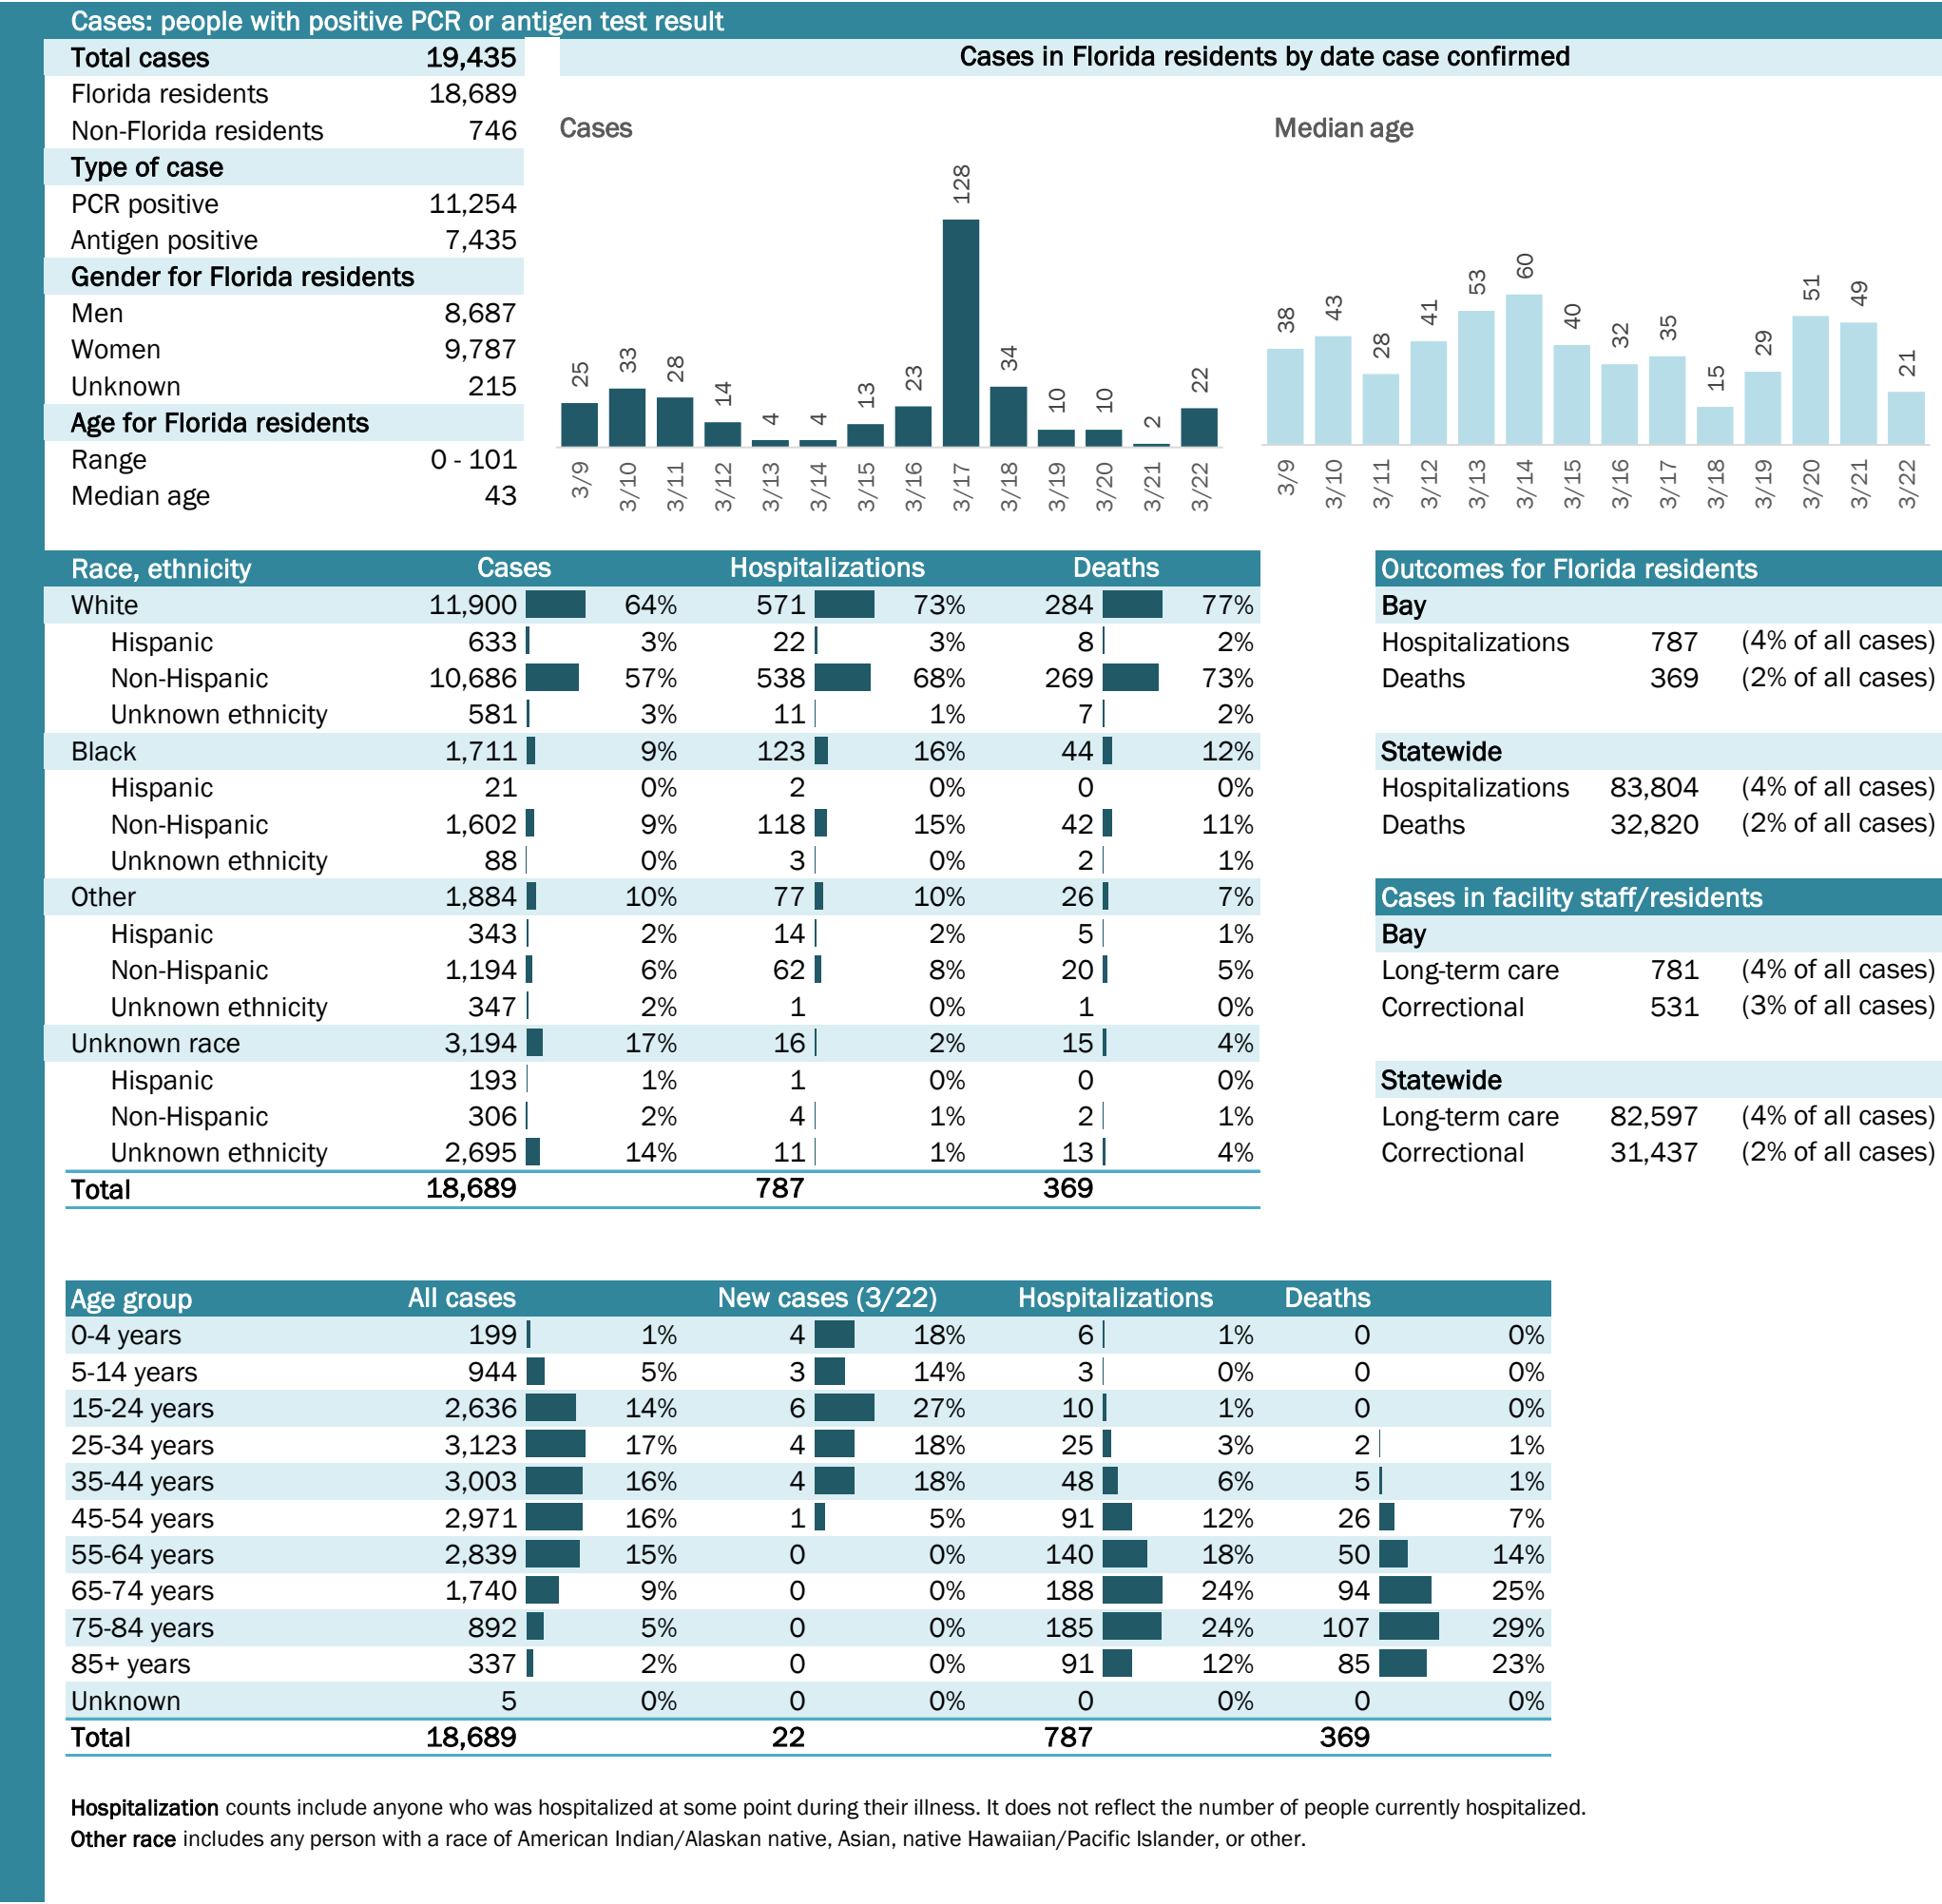 Cases: people with positive PCR or antigen test result
Total cases 19,435
Florida residents 18,689
Non-Florida residents 746
Type of case
PCR positive 11,254
Antigen positive 7,435
Gender for Florida residents
Men 8,687
Women 9,787
Unknown 215
Age for Florida residents
Range 0 - 101
Median age 43
Cases in Florida residents by date case confirmed
Cases
25 33 28 14 4 4 13 23 128 34 10 10 2 22
3/9 3/10 3/11 3/12 3/13 3/14 3/15 3/16 3/17 3/18 3/19 3/20 3/21 3/22
Median age
38 43 28 41 53 60 40 32 35 15 29 51 49 21
3/9 3/10 3/11 3/12 3/13 3/14 3/15 3/16 3/17 3/18 3/19 3/20 3/21 3/22
Race, ethnicity Cases Hospitalizations Deaths
White 11,900 64% 571 73% 284 77%
Hispanic 633 3% 22 3% 8 2%
Non-Hispanic 10,686 57% 538 68% 269 73%
Unknown ethnicity 581 3% 11 1% 7 2%
Black 1,711 9% 123 16% 44 12%
Hispanic 21 0% 2 0% 0 0%
Non-Hispanic 1,602 9% 118 15% 42 11%
Unknown ethnicity 88 0% 3 0% 2 1%
Other 1,884 10% 77 10% 26 7%
Hispanic 343 2% 14 2% 5 1%
Non-Hispanic 1,194 6% 62 8% 20 5%
Unknown ethnicity 347 2% 1 0% 1 0%
Unknown race 3,194 17% 16 2% 15 4%
Hispanic 193 1% 1 0% 0 0%
Non-Hispanic 306 2% 4 1% 2 1%
Unknown ethnicity 2,695 14% 11 1% 13 4%
Total 18,689 787 369
Outcomes for Florida residents
Bay
Hospitalizations 787 (4% of all cases)
Deaths 369 (2% of all cases)
Statewide
Hospitalizations 83,804 (4% of all cases)
Deaths 32,820 (2% of all cases)
Cases in facility staff/residents
Bay
Long-term care 781 (4% of all cases)
Correctional 531 (3% of all cases)
Statewide
Long-term care 82,597 (4% of all cases)
Correctional 31,437 (2% of all cases)
Age group All cases New cases (3/22) Hospitalizations Deaths
0-4 years 199 1% 4 18% 6 1% 0 0%
5-14 years 944 5% 3 14% 3 0% 0 0%
15-24 years 2,636 14% 6 27% 10 1% 0 0%
25-34 years 3,123 17% 4 18% 25 3% 2 1%
35-44 years 3,003 16% 4 18% 48 6% 5 1%
45-54 years 2,971 16% 1 5% 91 12% 26 7%
55-64 years 2,839 15% 0 0% 140 18% 50 14%
65-74 years 1,740 9% 0 0% 188 24% 94 25%
75-84 years 892 5% 0 0% 185 24% 107 29%
85+ years 337 2% 0 0% 91 12% 85 23%
Unknown 5 0% 0 0% 0 0% 0 0%
Total 18,689 22 787 369
Hospitalization counts include anyone who was hospitalized at some point during their illness. It does not reflect the number of people currently hospitalized.
Other race includes any person with a race of American Indian/Alaskan native, Asian, native Hawaiian/Pacific Islander, or other.